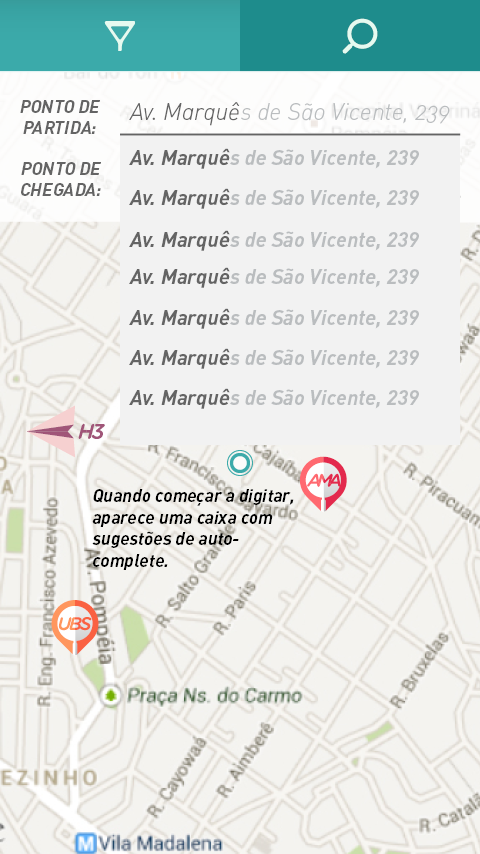 PONTO DE
PARTIDA:
Av. Marquês de São Vicente, 239
PONTO DE
CHEGADA:
Av. Marquês de São Vicente, 239
Av. Marquês de São Vicente, 239
Av. Marquês de São Vicente, 239
Av. Marquês de São Vicente, 239
Av. Marquês de São Vicente, 239
Av. Marquês de São Vicente, 239
Av. Marquês de São Vicente, 239
H3
R. Francisco Bayardo
Cajaíba
AMA
R. Piracuama
Quando começar a digitar,
aparece uma caixa com
sugestões de auto-
complete.
R. Eng. Francisco Azevedo
Av. Pompéia
R. Salto Grande
R. Paris
UBS
R. Bruxelas
Praça Ns. do Carmo
R. Cayowaá
R. Aimberê
EZINHO
R. Catalã
M Vila Madalena